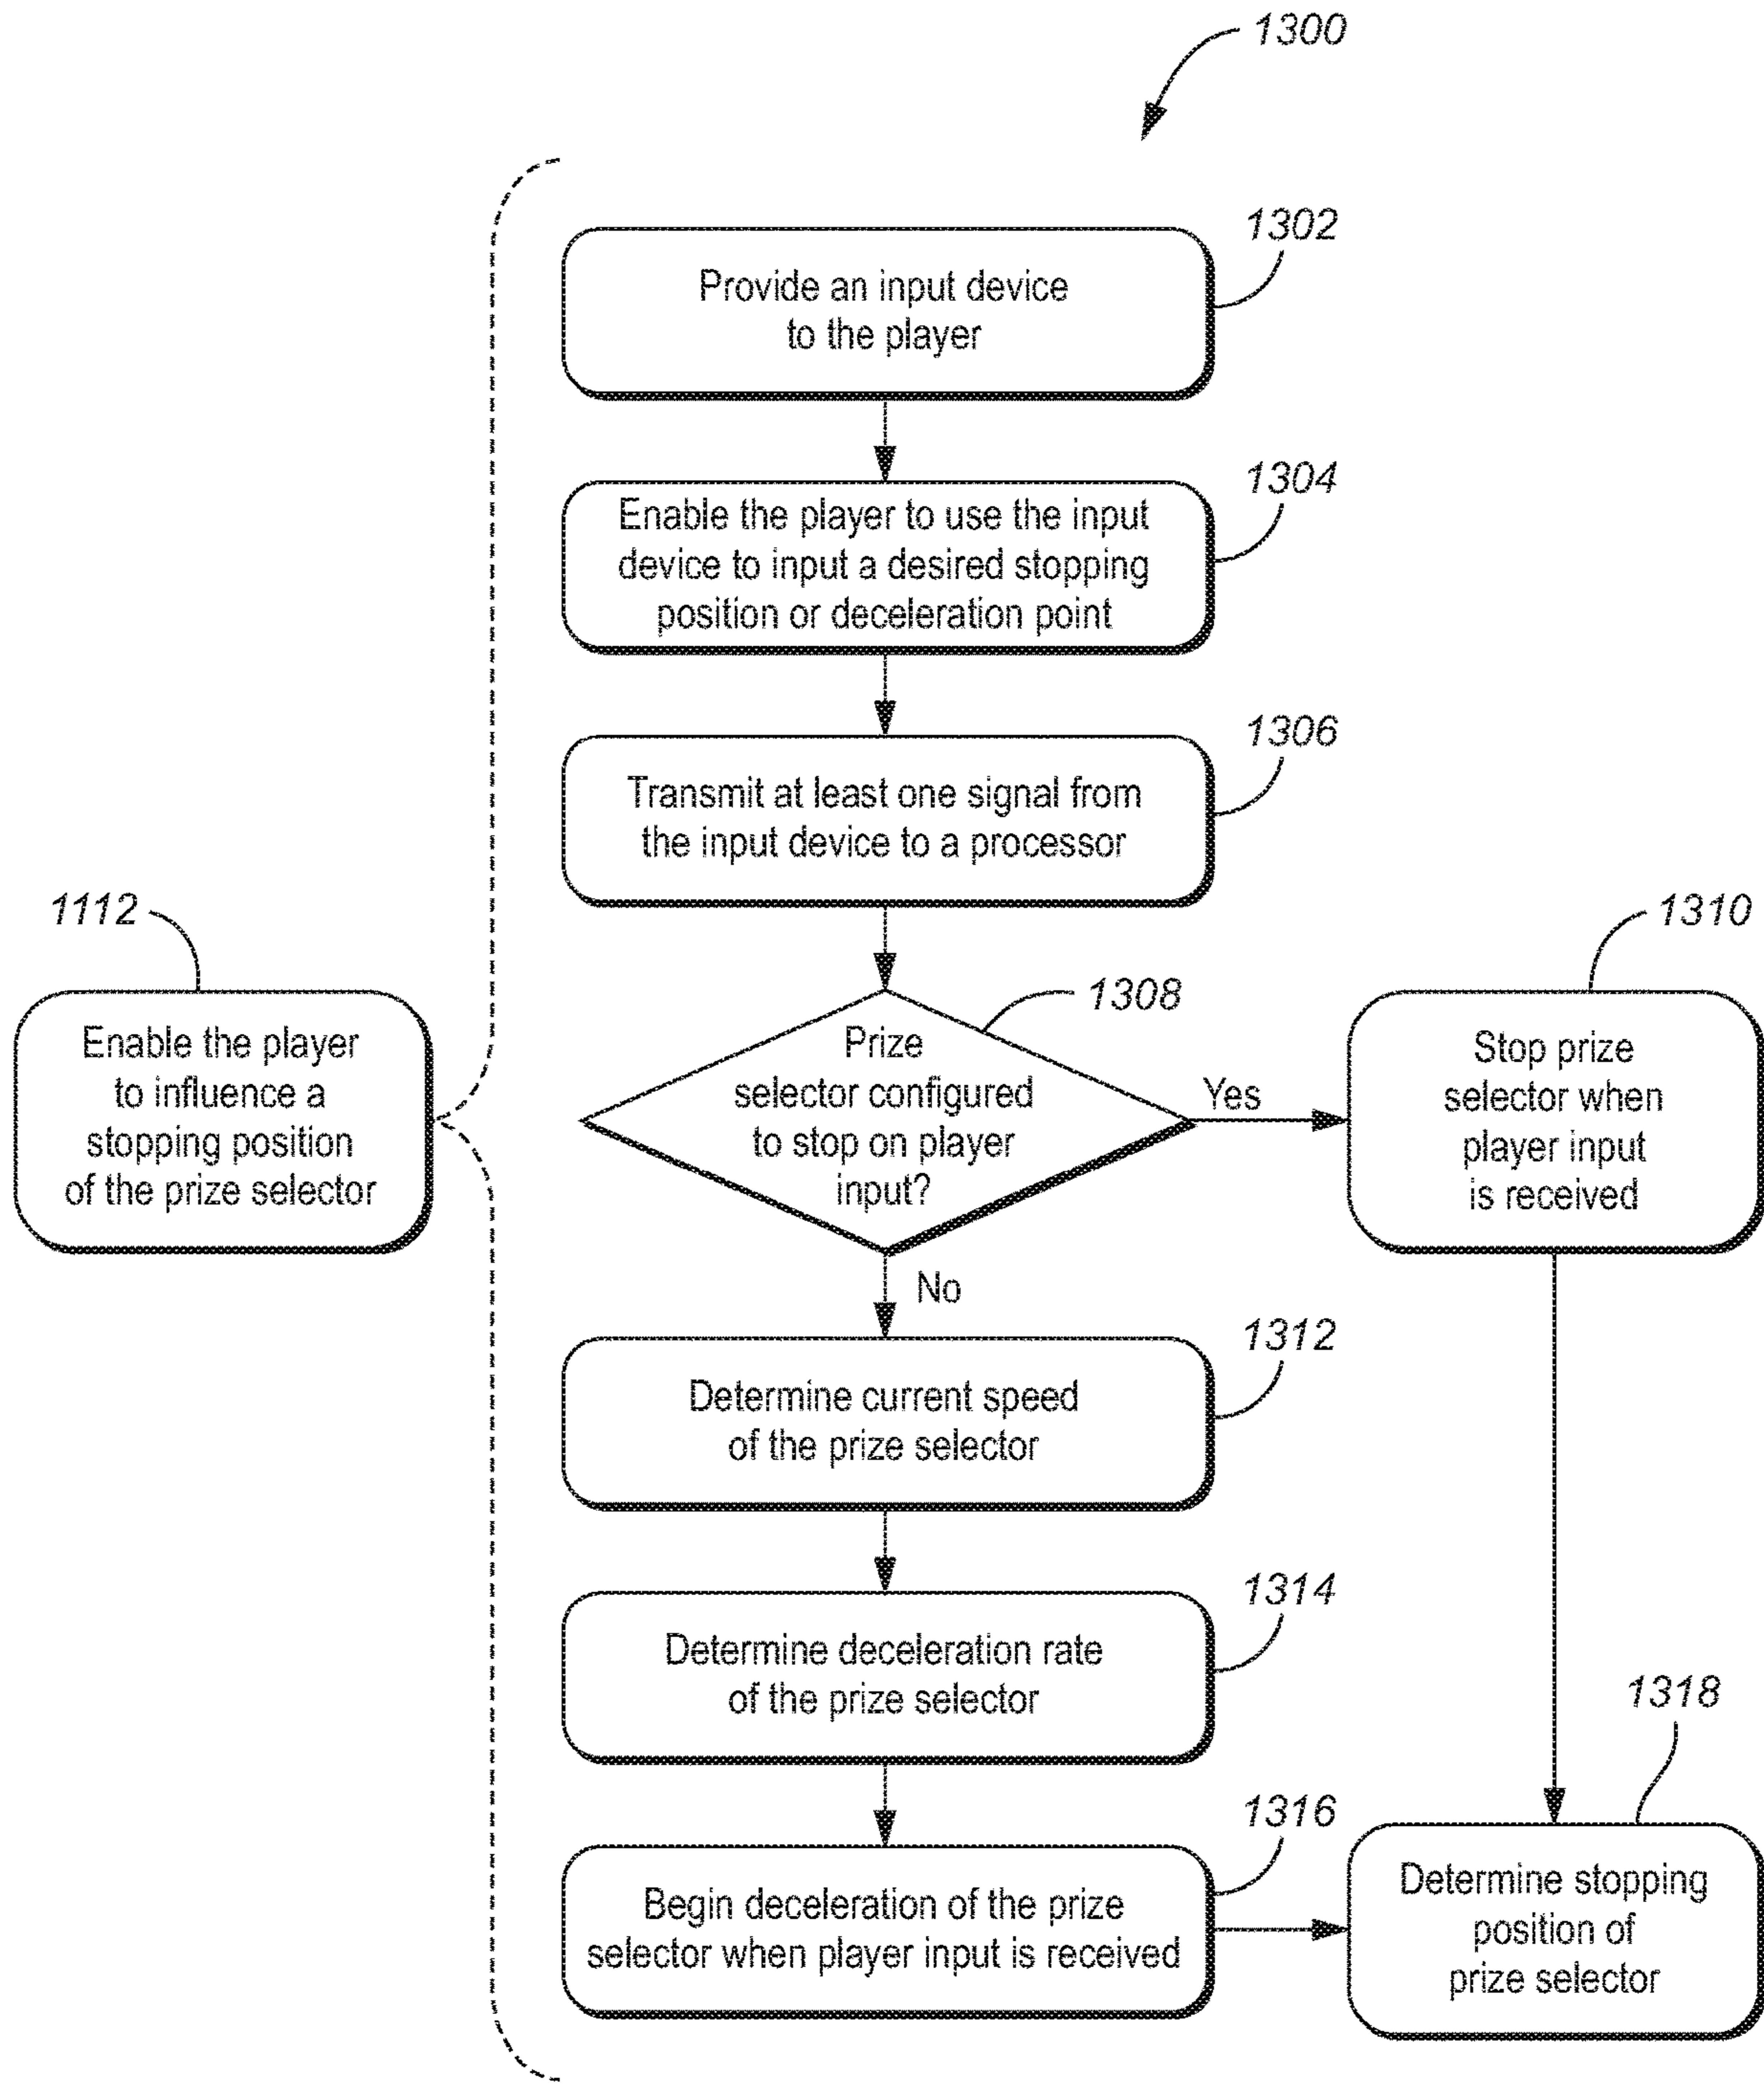 1300
1302
Provide an input device
to the player
1304
Enable the player to use the input
device to input a desired stopping
position or deceleration point
1306
Transmit at least one signal from
the input device to a processor
1112
Enable the player
to influence a
stopping position
of the prize selector
1308
Prize
selector configured
to stop on player
input?
Yes
1310
Stop prize
selector when
player input
is received
No
1312
Determine current speed
of the prize selector
1314
Determine deceleration rate
of the prize selector
1316
Begin deceleration of the prize
selector when player input is received
1318
Determine stopping
position of
prize selector